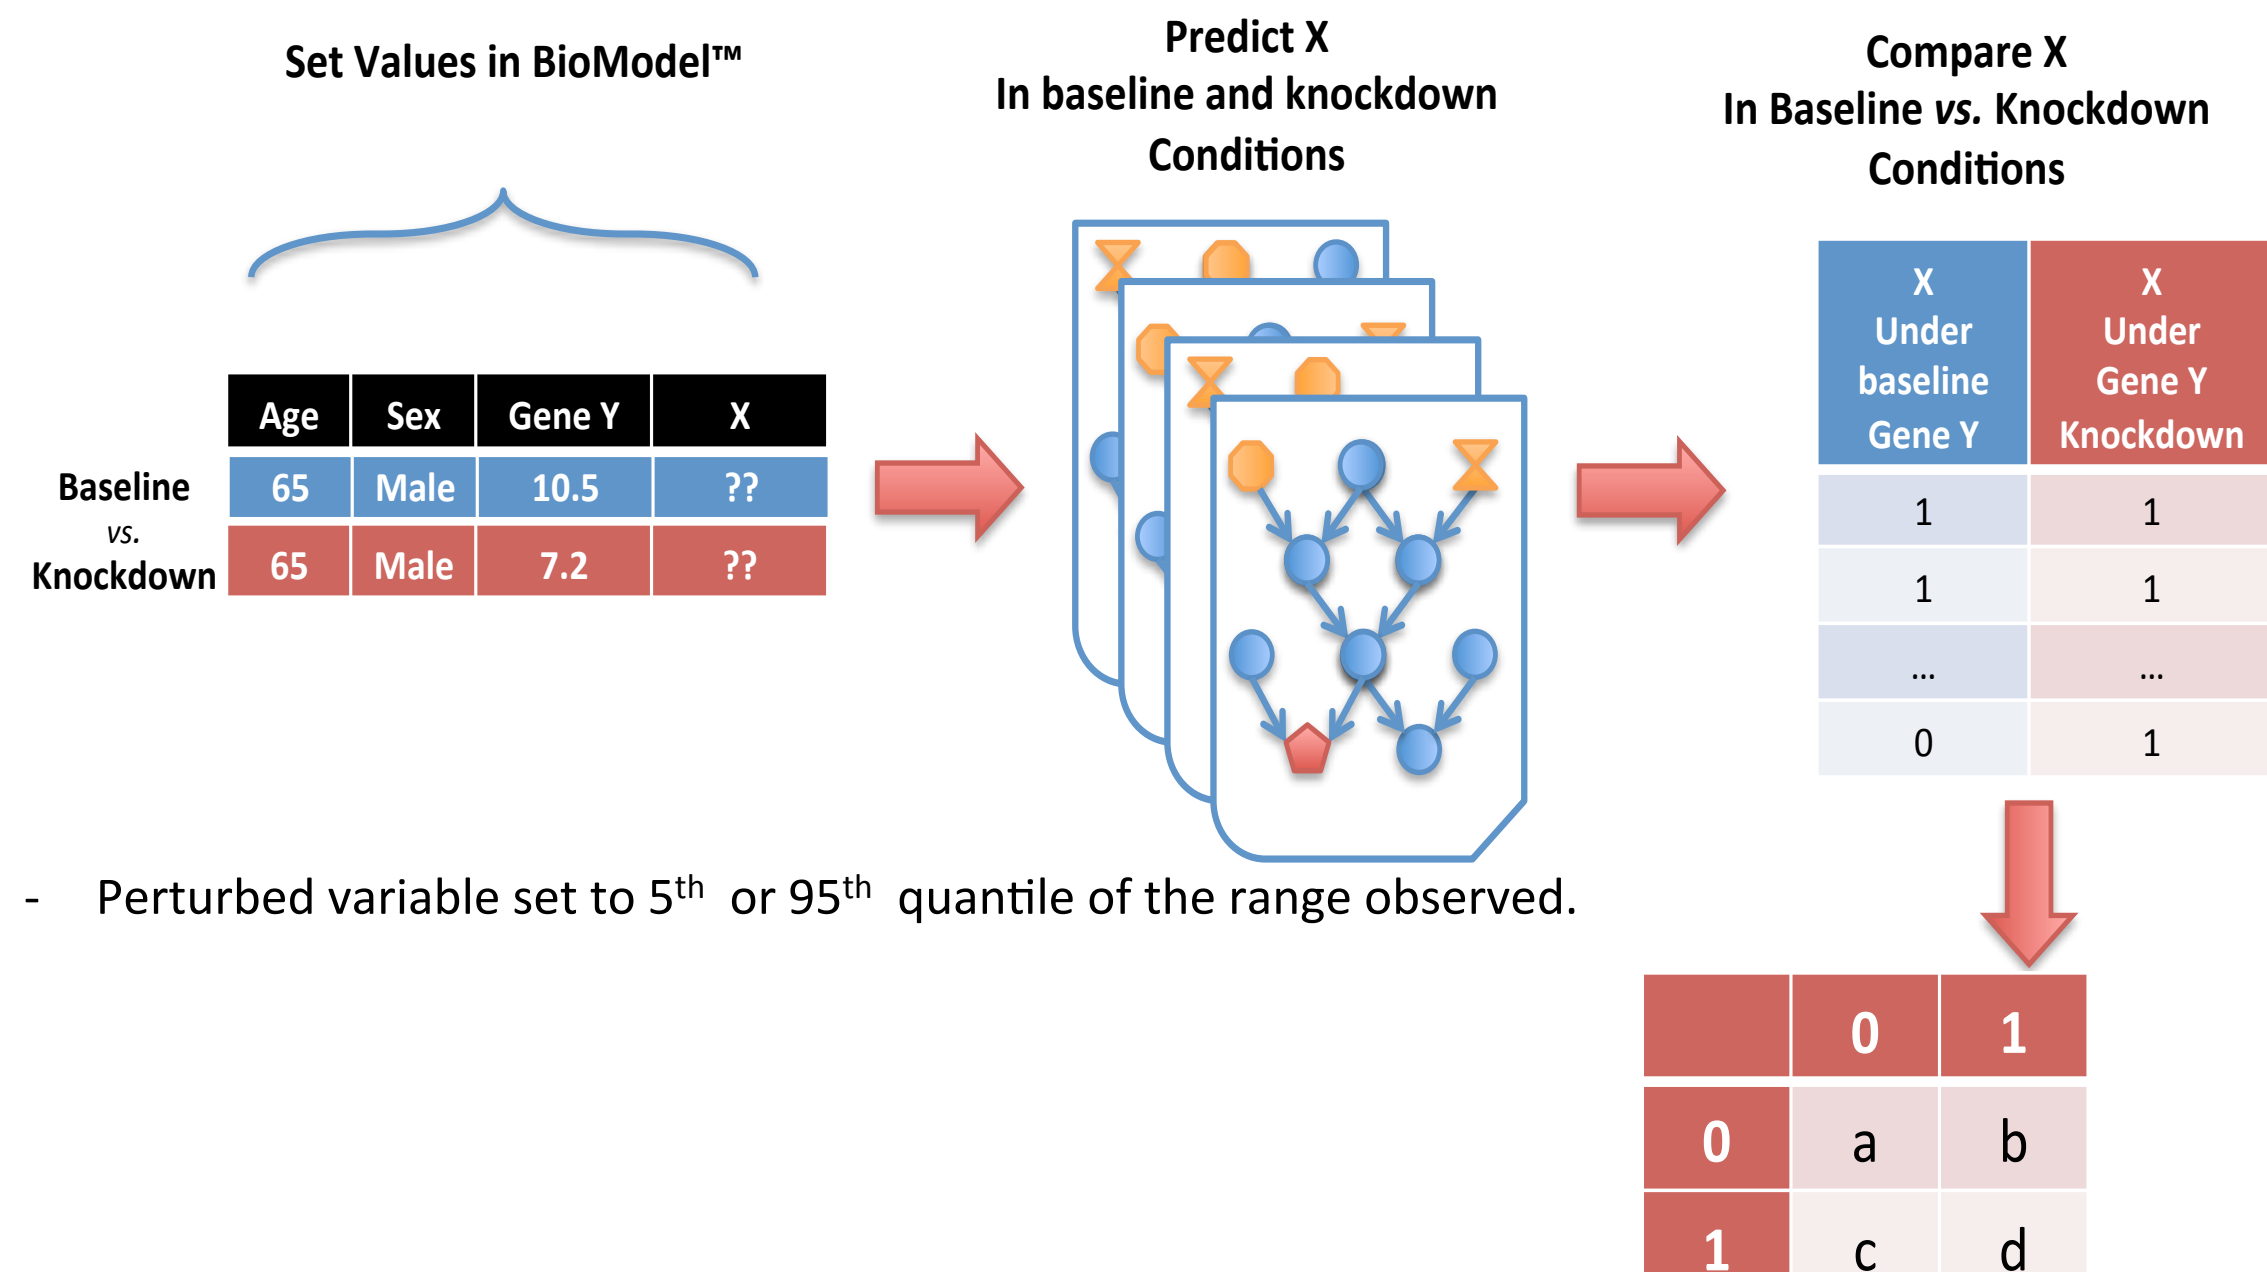 Set Values in BioModel™
Predict X
In baseline and knockdown
Conditions
Compare X
In Baseline vs. Knockdown
Conditions
Age Sex Gene Y X
Baseline 65 Male 10.5 ??
vs.
Knockdown 65 Male 7.2 ??
X
Under
baseline
Gene Y
X
Under
Gene Y
Knockdown
1 1
1 1
... ...
0 1
- Perturbed variable set to 5th or 95th quantile of the range observed.
0 1
0 a b
1 c d